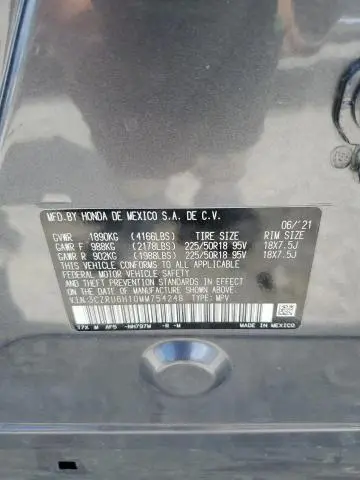 MFD.BY HONDA DE MEXICO S.A. DE C.V. 06/'21
GVWR 1890KG (4166LBS) TIRE SIZE RIM SIZE
GAWR F 988KG (2178LBS) 225/50R18 95V 18X7.5J
GAWR R 902KG (1988LBS) 225/50R18 95V 18X7.5J
THIS VEHICLE CONFORMS TO ALL APPLICABLE FEDERAL
MOTOR VEHICLE SAFETY AND THEFT PREVENTION STANDARDS IN EFFECT ON THE
DATE OF MANUFACTURE SHOWN ABOVE.
V.I.N:3CZRU6H10MM754248 TYPE: MPV
T7X M AF5 -NH797M -B -M
MADE IN MEXICO